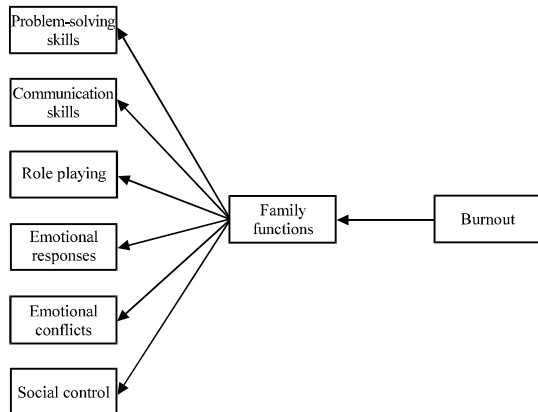 Problem-solving
skills
Communication
skills
Role playing
Emotional
responses
Emotional
conflicts
Social control
Family
functions
Burnout